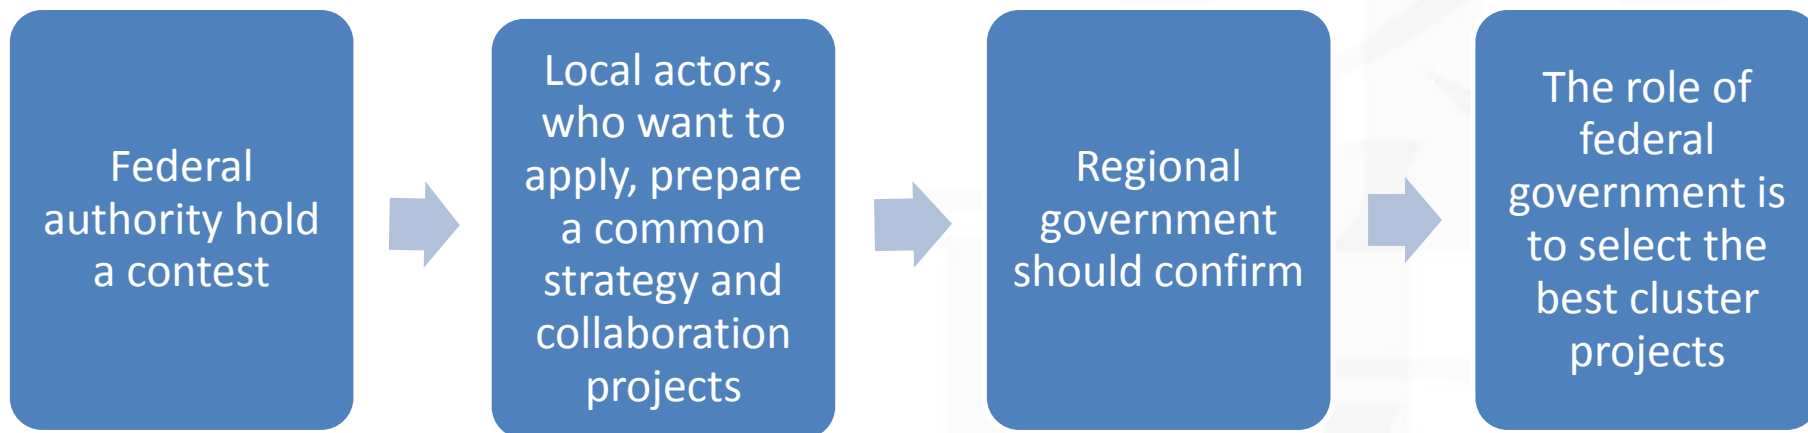 Federal
authority hold
a contest
Local actors,
who want to
apply, prepare
a common
strategy and
collaboration
projects
Regional
government
should confirm
The role of
federal
government is
to select the
best cluster
projects